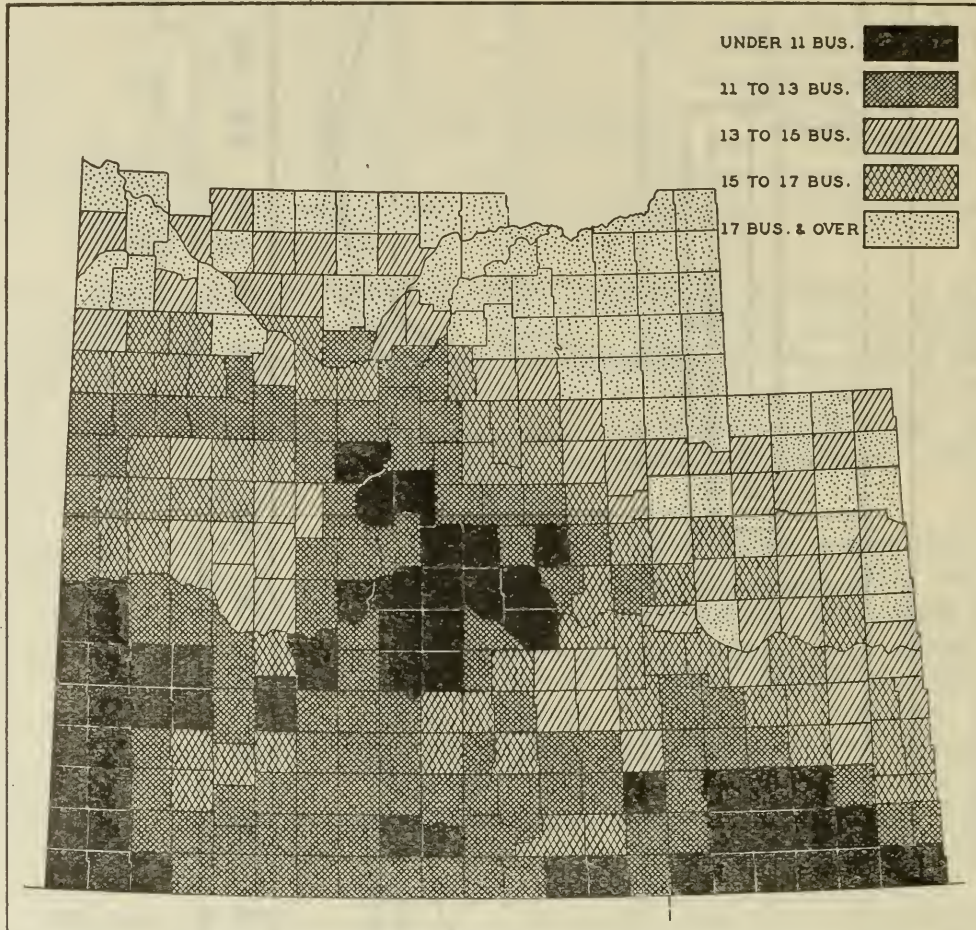 UNDER 11 BUS.
11 TO 13 BUS.
13 TO 15 BUS.
15 TO 17 BUS.
17 BUS. & OVER